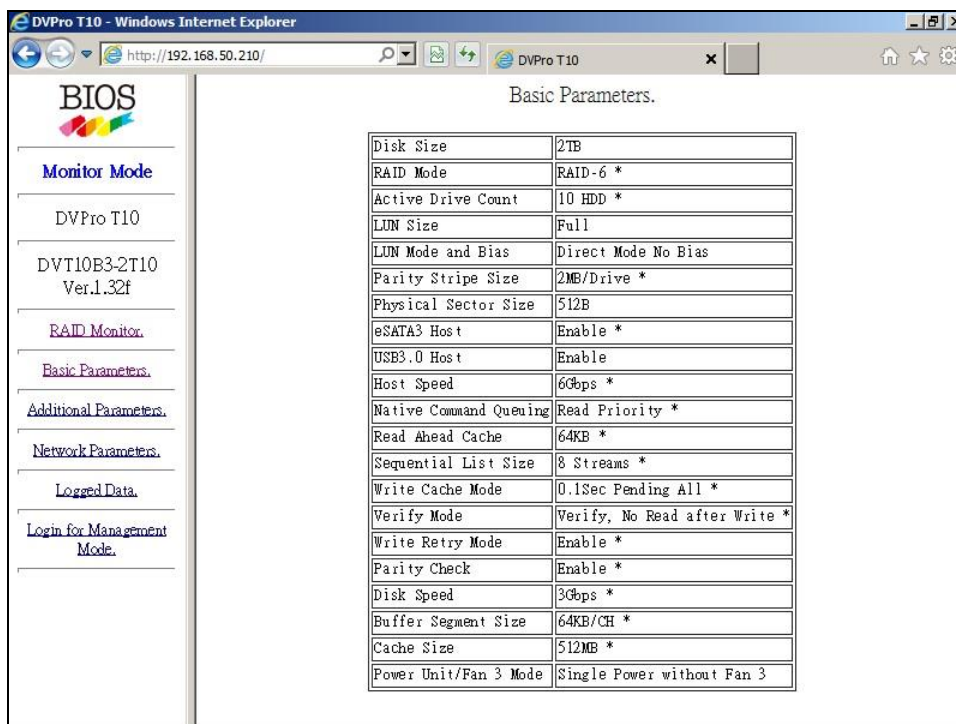 DVPro T10 - Windows Internet Explorer
http://192.168.50.210/
DVPro T10
BIOS
Monitor Mode
DVPro T10
DVT10B3-2T10
Ver.1.32f
RAID Monitor.
Basic Parameters.
Additional Parameters.
Network Parameters.
Logged Data.
Login for Management
Mode.
Basic Parameters.
Disk Size 2TB
RAID Mode RAID-6 *
Active Drive Count 10 HDD *
LUN Size Full
LUN Mode and Bias Direct Mode No Bias
Parity Stripe Size 2MB/Drive *
Physical Sector Size 512B
eSATA3 Host Enable *
USB3.0 Host Enable
Host Speed 6Gbps *
Native Command Queuing Read Priority *
Read Ahead Cache 64KB *
Sequential List Size 8 Streams *
Write Cache Mode 0.1Sec Pending All *
Verify Mode Verify, No Read after Write *
Write Retry Mode Enable *
Parity Check Enable *
Disk Speed 3Gbps *
Buffer Segment Size 64KB/CH *
Cache Size 512MB *
Power Unit/Fan 3 Mode Single Power without Fan 3